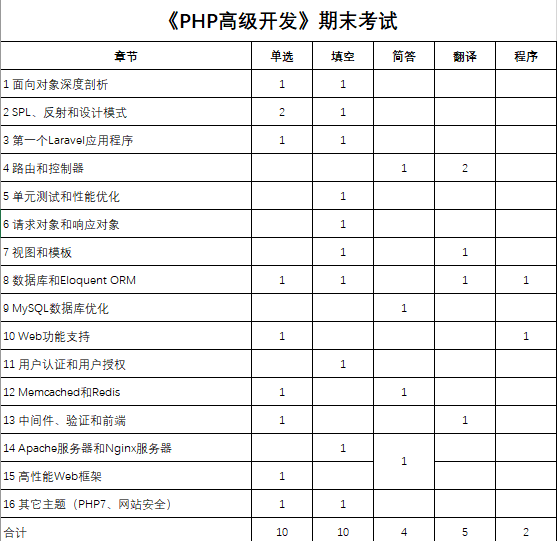 《PHP高级开发》期末考试
章节 单选 填空 简答 翻译 程序
1 面向对象深度剖析 1 1
2 SPL、反射和设计模式 2 1
3 第一个Laravel应用程序 1 1
4 路由和控制器 1 2
5 单元测试和性能优化 1
6 请求对象和响应对象 1
7 视图和模板 1 1
8 数据库和Eloquent ORM 1 1 1 1
9 MySQL数据库优化 1
10 Web功能支持 1 1
11 用户认证和用户授权 1
12 Memcached和Redis 1 1
13 中间件、验证和前端 1 1
14 Apache服务器和Nginx服务器 1 1
15 高性能Web框架 1
16 其它主题（PHP7、网站安全） 1 1
合计 10 10 4 5 2